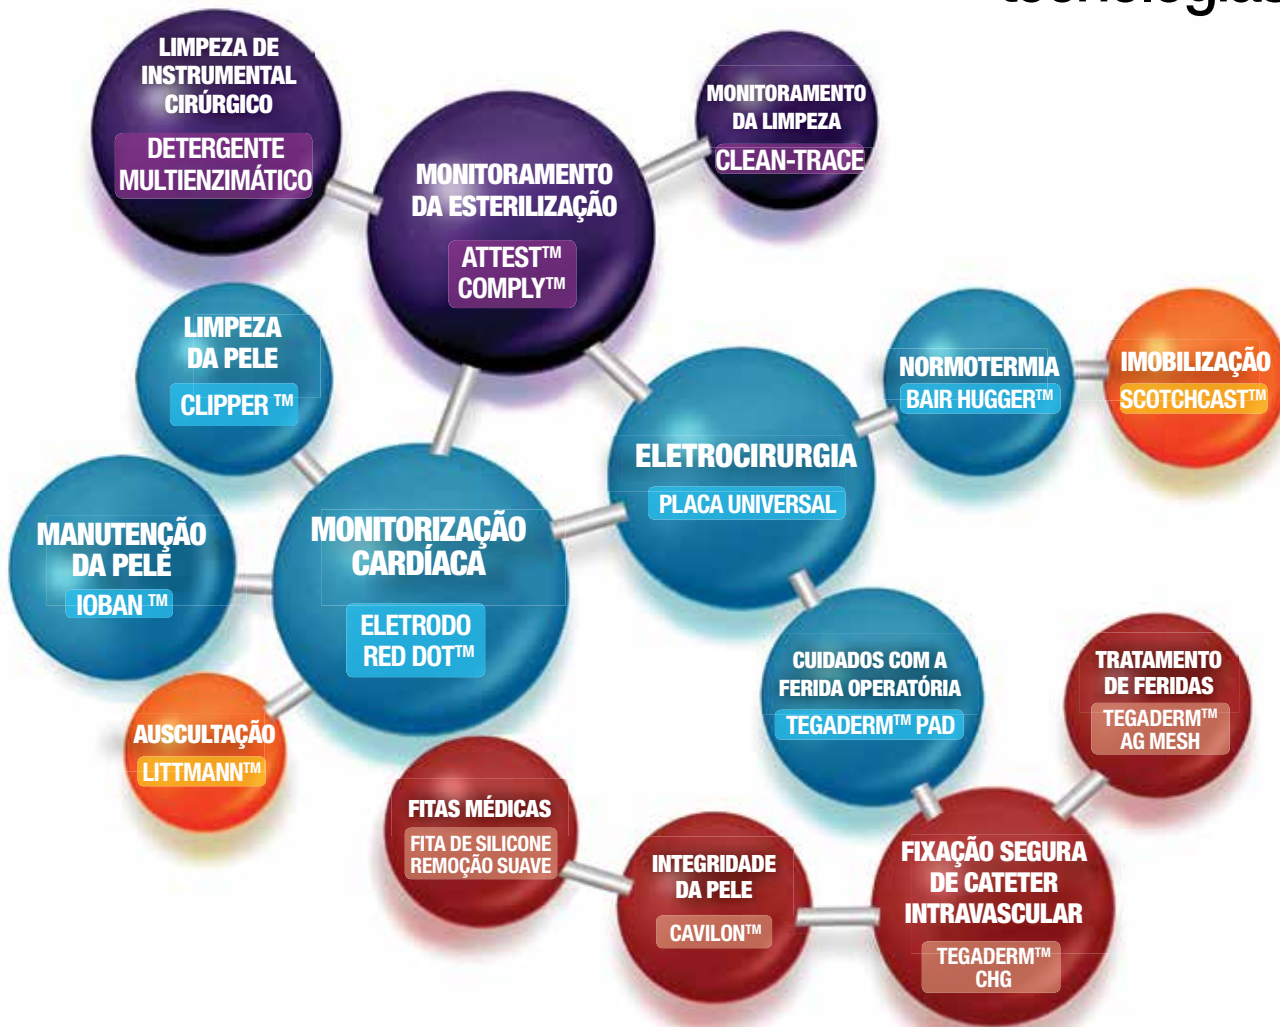 tecnologias
LIMPEZA DE
INSTRUMENTAL
CIRÚRGICO
DETERGENTE
MULTIENZIMÁTICO
MONITORAMENTO
DA ESTERILIZAÇÃO
ATTEST™
COMPLY™
MONITORAMENTO
DA LIMPEZA
CLEAN-TRACE
LIMPEZA
DA PELE
CLIPPER ™
NORMOTERMIA
BAIR HUGGER™
IMOBILIZAÇÃO
SCOTCHCAST™
ELETROCIRURGIA
PLACA UNIVERSAL
MANUTENÇÃO
DA PELE
IOBAN ™
MONITORIZAÇÃO
CARDÍACA
ELETRODO
RED DOT™
CUIDADOS COM A
FERIDA OPERATÓRIA
TEGADERM™ PAD
TRATAMENTO
DE FERIDAS
TEGADERM™
AG MESH
AUSCULTAÇÃO
LITTMANN™
FITAS MÉDICAS
FITA DE SILICONE
REMOÇÃO SUAVE
INTEGRIDADE
DA PELE
CAVILON™
FIXAÇÃO SEGURA
DE CATETER
INTRAVASCULAR
TEGADERM™
CHG